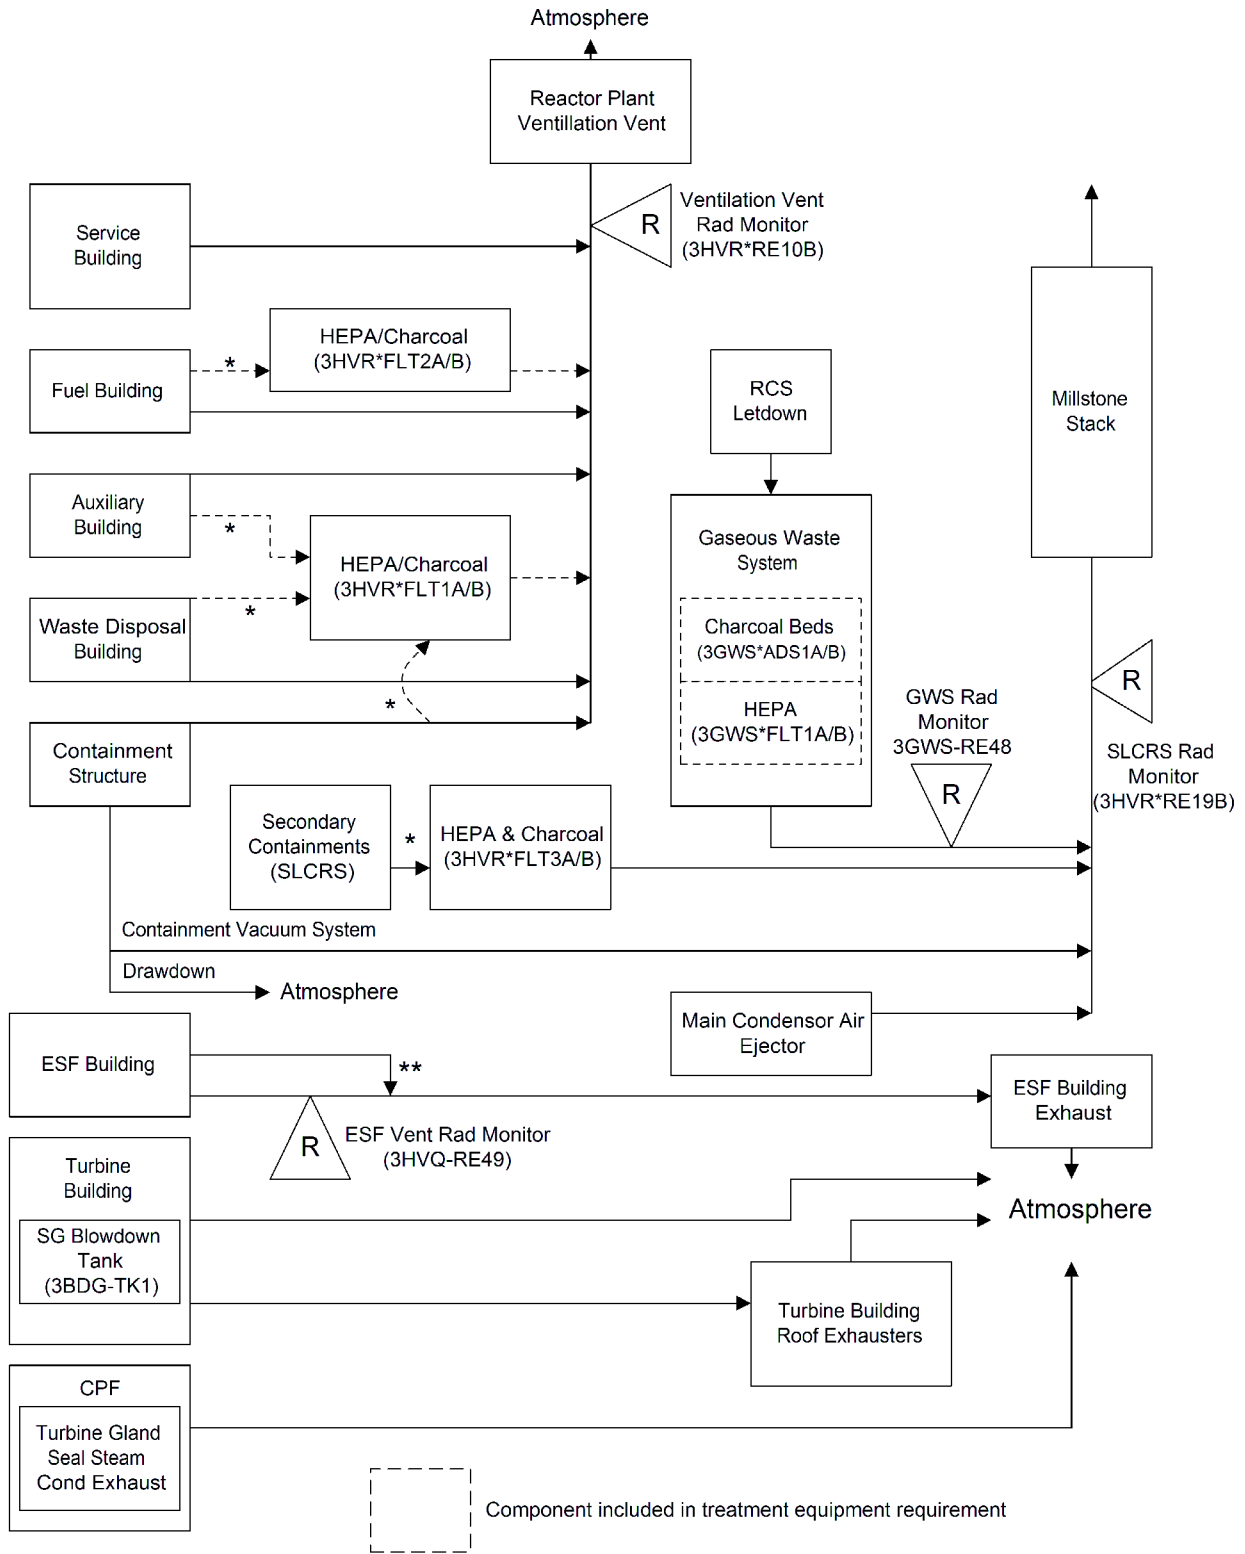 Atmosphere
Reactor Plant
Ventillation Vent
Service
Building
R
Ventilation Vent
Rad Monitor
(3HVR*RE10B)
HEPA/Charcoal
(3HVR*FLT2A/B)
*
Fuel Building
RCS
Letdown
Millstone
Stack
Auxiliary
Building
*
HEPA/Charcoal
(3HVR*FLT1A/B)
Gaseous Waste
System
Waste Disposal
Building
*
Charcoal Beds
(3GWS*ADS1A/B)
HEPA
(3GWS*FLT1A/B)
R
*
GWS Rad
Monitor
3GWS-RE48
R
SLCRS Rad
Monitor
(3HVR*RE19B)
Containment
Structure
Secondary
Containments
(SLCRS)
*
HEPA & Charcoal
(3HVR*FLT3A/B)
Containment Vacuum System
Drawdown
Atmosphere
Main Condensor Air
Ejector
ESF Building
**
R
ESF Vent Rad Monitor
(3HVQ-RE49)
ESF Building
Exhaust
Atmosphere
Turbine
Building
SG Blowdown
Tank
(3BDG-TK1)
Turbine Building
Roof Exhausters
CPF
Turbine Gland
Seal Steam
Cond Exhaust
Component included in treatment equipment requirement